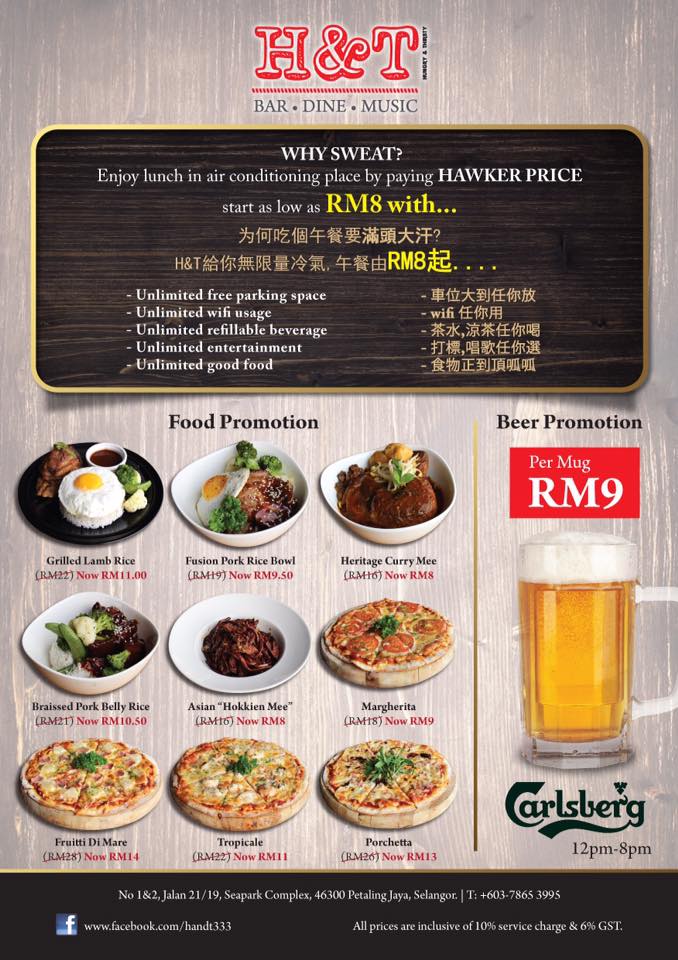 H&T
HUNGRY & THIRSTY
BAR • DINE • MUSIC
WHY SWEAT?
Enjoy lunch in air conditioning place by paying HAWKER PRICE
start as low as RM8 with...
为何吃個午餐要滿頭大汗?
H&T給你無限量冷氣, 午餐由RM8起....
- Unlimited free parking space
- Unlimited wifi usage
- Unlimited refillable beverage
- Unlimited entertainment
- Unlimited good food
- 車位大到任你放
- wifi 任你用
- 茶水,涼茶任你喝
- 打標,唱歌任你選
- 食物正到頂呱呱
Food Promotion
Grilled Lamb Rice
(RM22) Now RM11.00
Fusion Pork Rice Bowl
(RM19) Now RM9.50
Heritage Curry Mee
(RM16) Now RM8
Braissed Pork Belly Rice
(RM21) Now RM10.50
Asian “Hokkien Mee”
(RM16) Now RM8
Margherita
(RM18) Now RM9
Fruitti Di Mare
(RM28) Now RM14
Tropicale
(RM22) Now RM11
Porchetta
(RM26) Now RM13
Beer Promotion
Per Mug
RM9
Carlsberg
12pm-8pm
No 1&2, Jalan 21/19, Seapark Complex, 46300 Petaling Jaya, Selangor. | T: +603-7865 3995
f www.facebook.com/handt333
All prices are inclusive of 10% service charge & 6% GST.